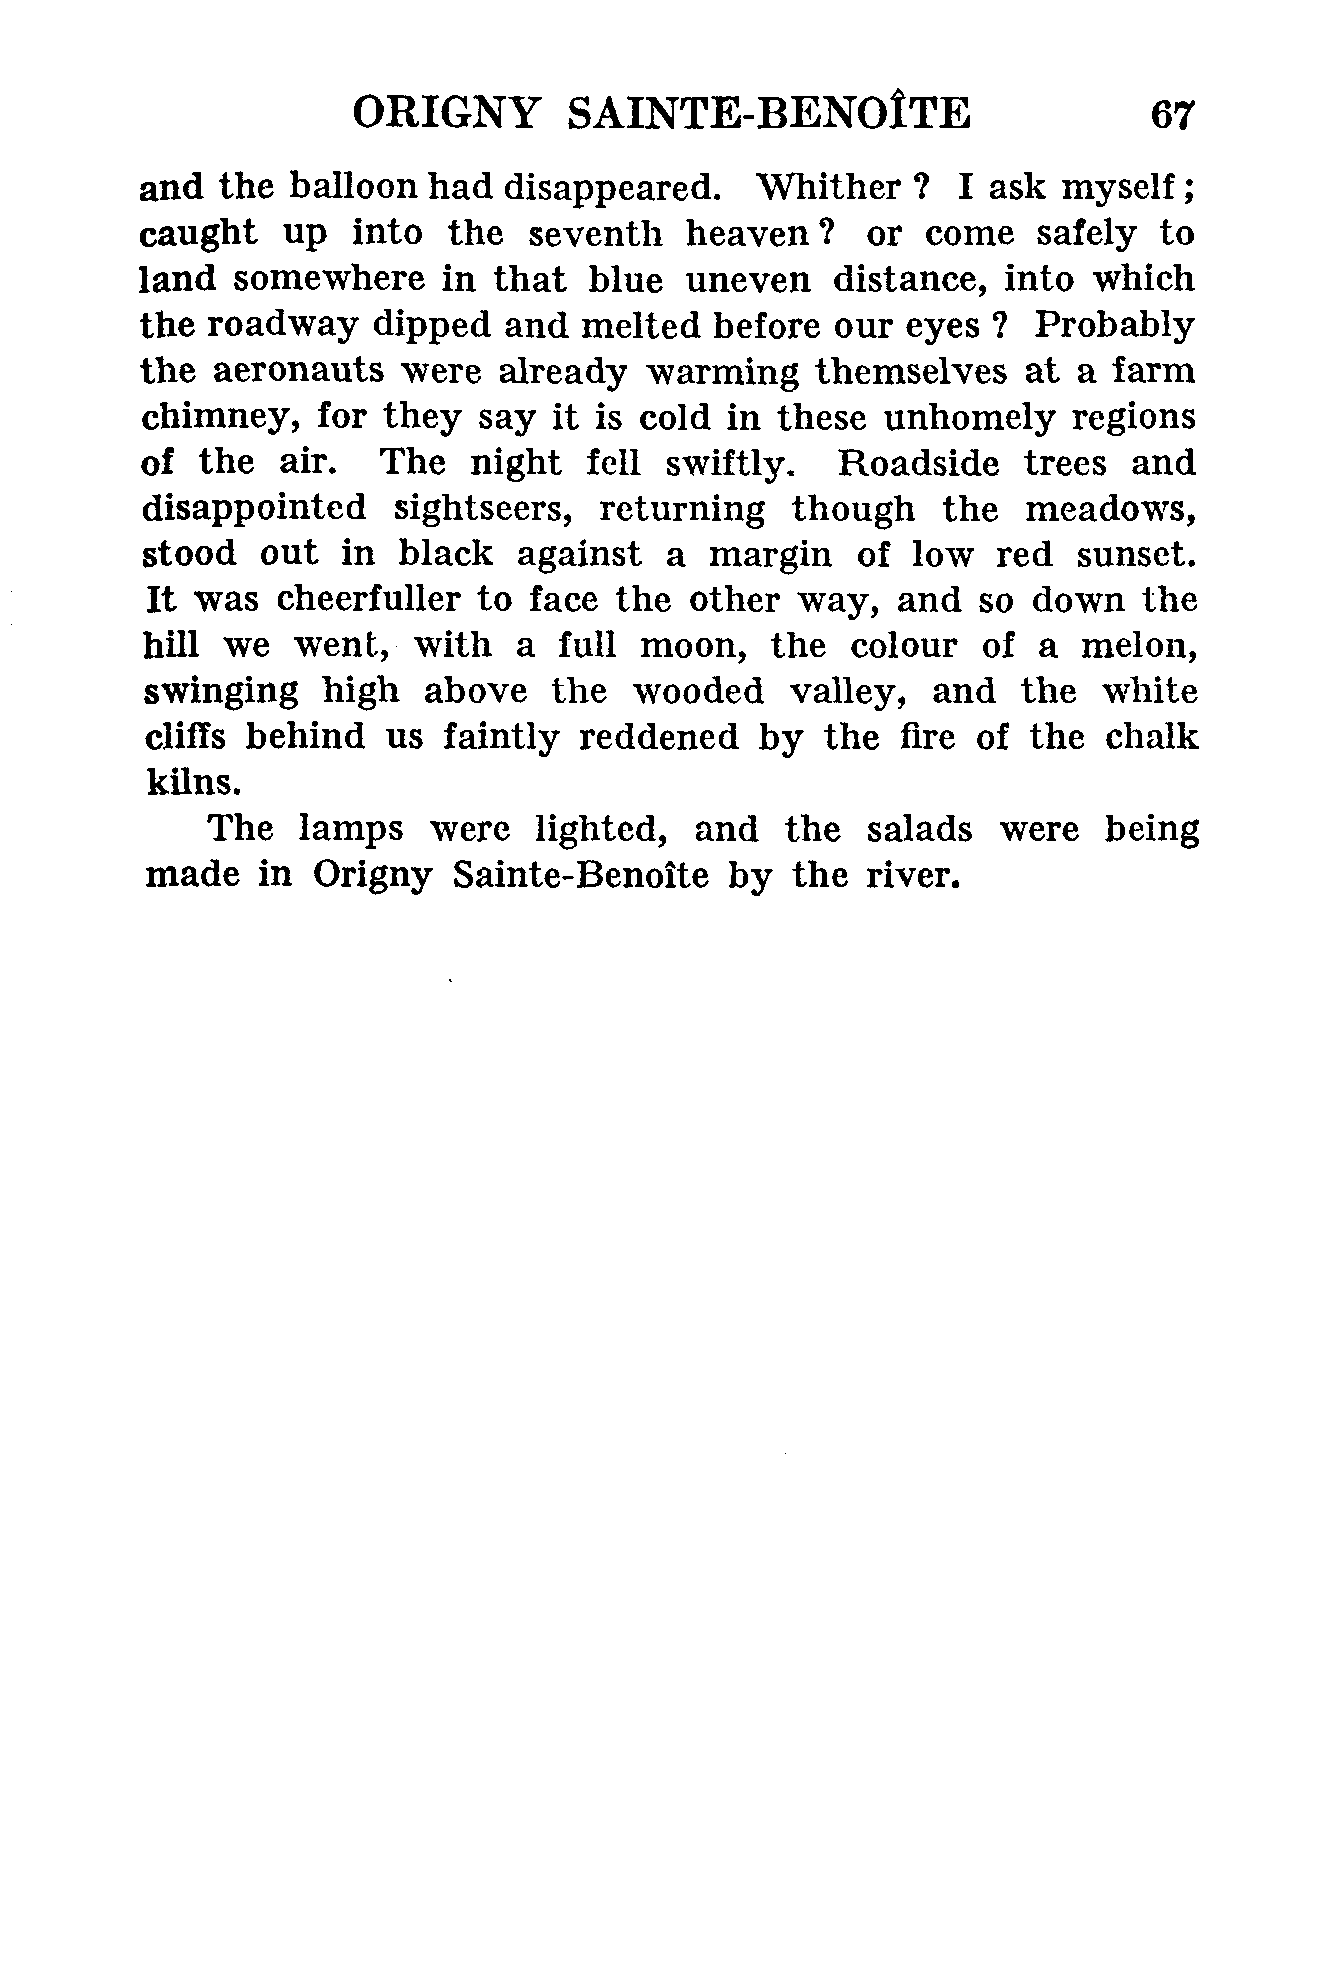 ORIGNY SAINTE-BENOÎTE 67
and the balloon had disappeared. Whither ? I ask myself ;
caught up into the seventh heaven ? or come safely to
land somewhere in that blue uneven distance, into which
the roadway dipped and melted before our eyes ? Probably
the aeronauts were already warming themselves at a farm
chimney, for they say it is cold in these unhomely regions
of the air. The night fell swiftly. Roadside trees and
disappointed sightseers, returning though the meadows,
stood out in black against a margin of low red sunset.
It was cheerfuller to face the other way, and so down the
hill we went, with a full moon, the colour of a melon,
swinging high above the wooded valley, and the white
cliffs behind us faintly reddened by the fire of the chalk
kilns.
The lamps were lighted, and the salads were being
made in Origny Sainte-Benoîte by the river.